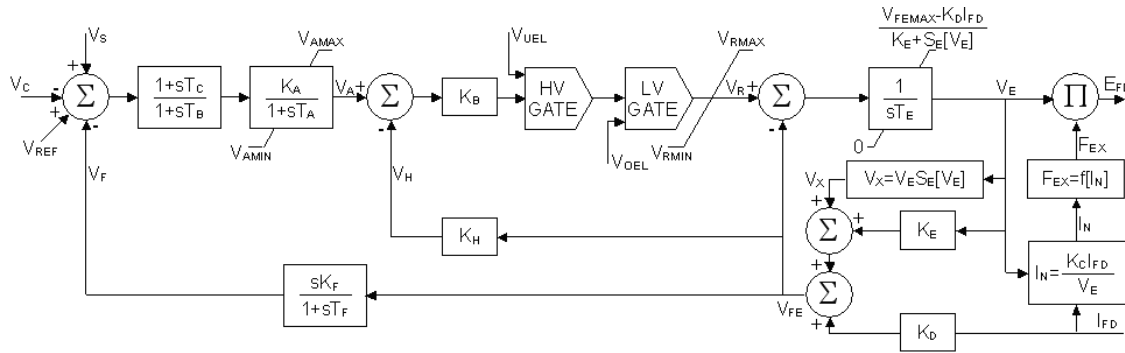 V_FEMAX-K_DI_FD
K_E+S_E[V_E]
V_S
V_AMAX
V_UEL
V_RMAX
V_C
- + + -
Σ
1+sT_C
1+sT_B
K_A
1+sT_A
V_A +
Σ
-
K_B
HV
GATE
LV
GATE
V_R +
Σ
-
1
sT_E
V_E
Π
V_REF
V_AMIN
V_OEL
V_RMIN
0
F_EX
V_F
V_H
V_X
V_X=V_ES_E[V_E]
F_EX=f[I_N]
+ +
Σ
K_E
I_N
K_H
+
Σ
+
I_N=
K_CI_FD
V_E
sK_F
1+sT_F
V_FE
K_D
I_FD